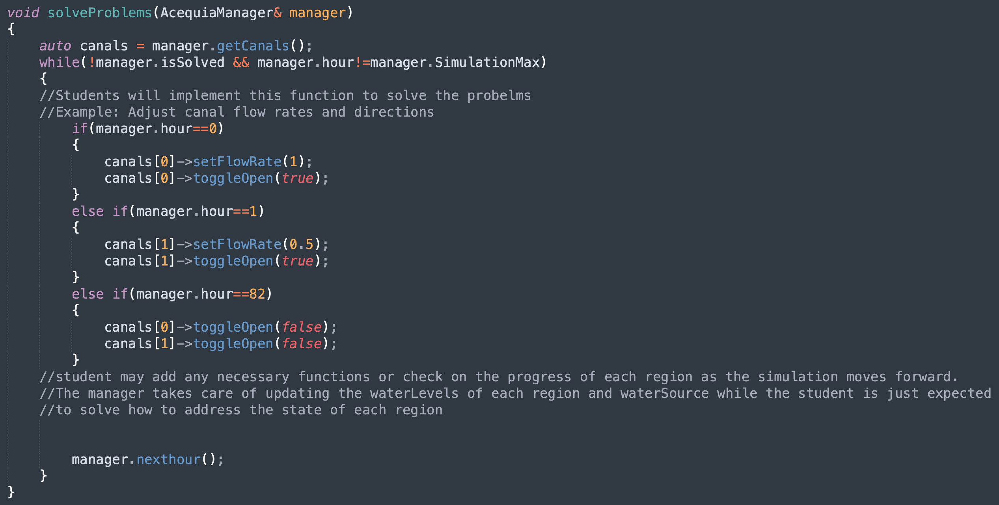 void solveProblems(AcequiaManager& manager)
{
    auto canals = manager.getCanals();
    while(!manager.isSolved && manager.hour!=manager.SimulationMax)
    {
    //Students will implement this function to solve the probelms
    //Example: Adjust canal flow rates and directions
        if(manager.hour==0)
        {
            canals[0]->setFlowRate(1);
            canals[0]->toggleOpen(true);
        }
        else if(manager.hour==1)
        {
            canals[1]->setFlowRate(0.5);
            canals[1]->toggleOpen(true);
        }
        else if(manager.hour==82)
        {
            canals[0]->toggleOpen(false);
            canals[1]->toggleOpen(false);
        }
    //student may add any necessary functions or check on the progress of each region as the simulation moves forward.
    //The manager takes care of updating the waterLevels of each region and waterSource while the student is just expected
    //to solve how to address the state of each region
        manager.nexthour();
    }
}